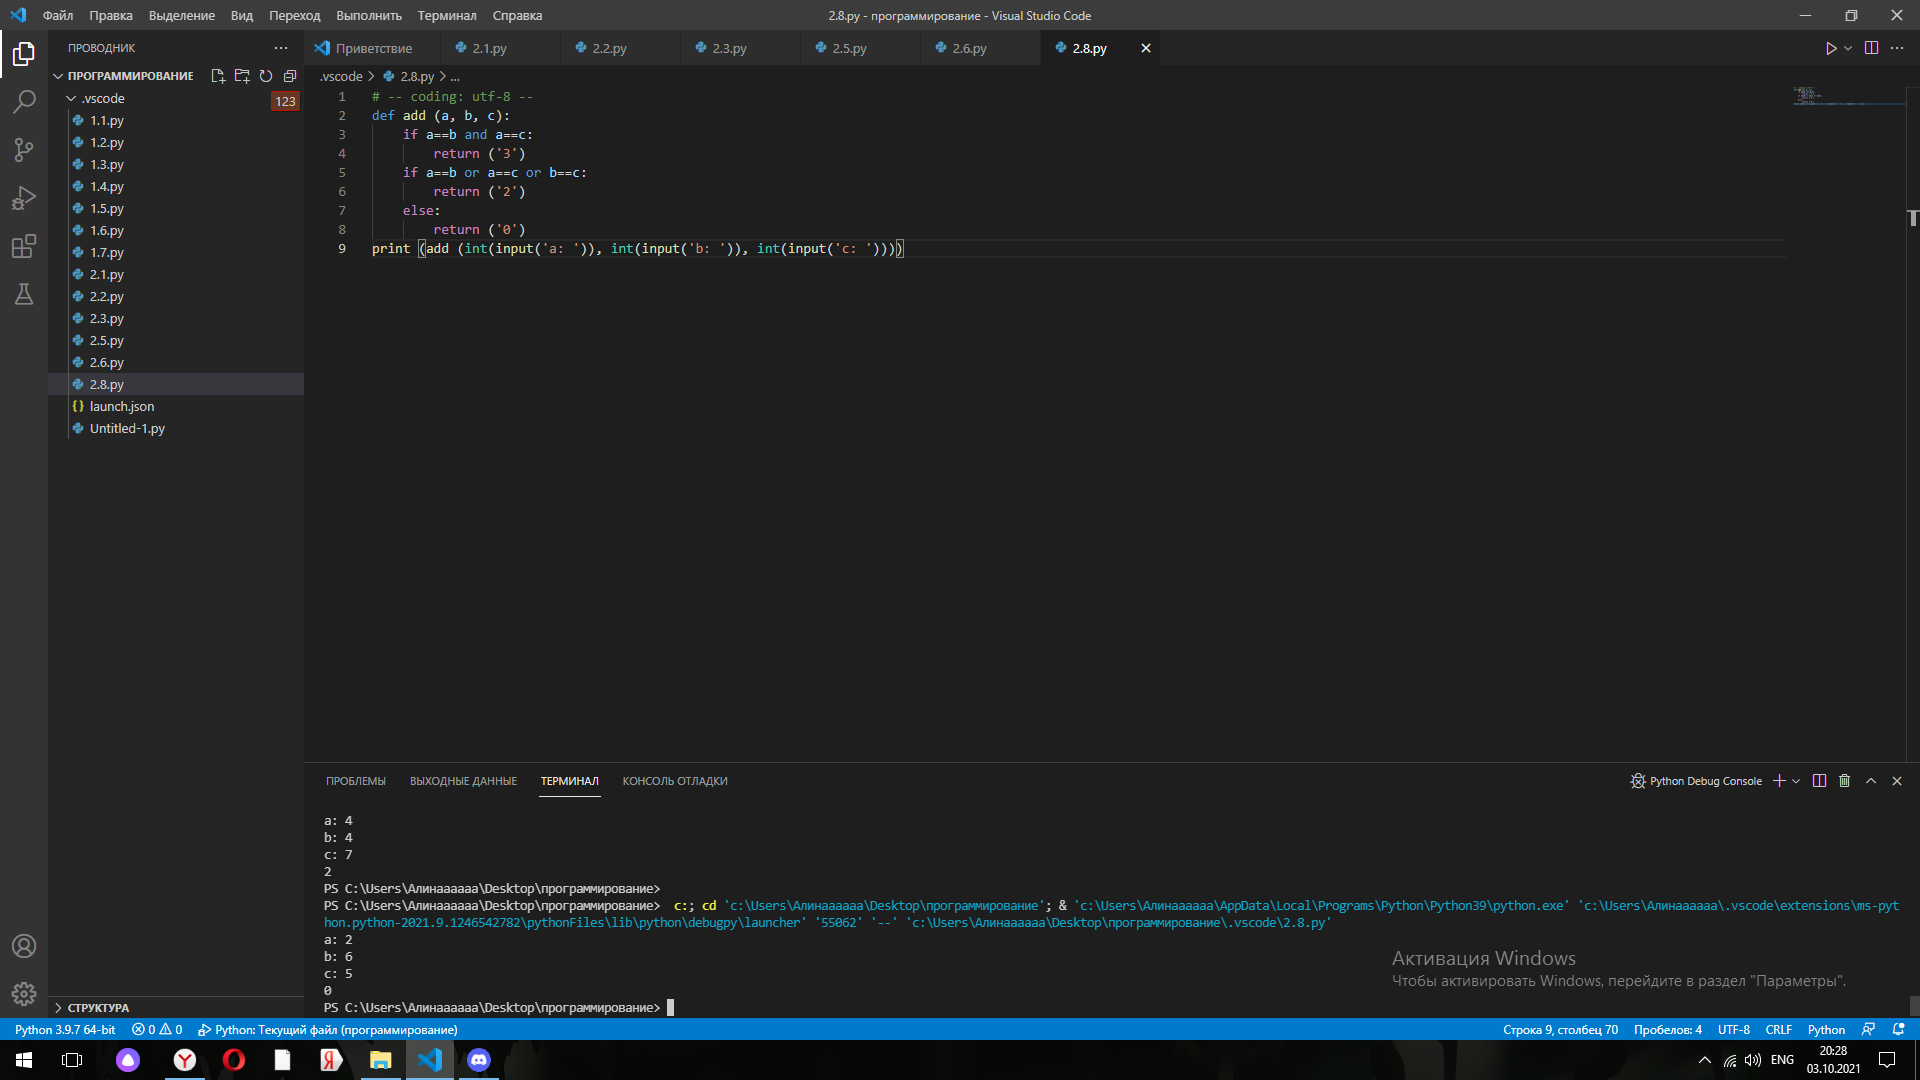 Файл Правка Выделение Вид Переход Выполнить Терминал Справка
2.8.py - программирование - Visual Studio Code
ПРОВОДНИК
ПРОГРАММИРОВАНИЕ
.vscode
123
1.1.py
1.2.py
1.3.py
1.4.py
1.5.py
1.6.py
1.7.py
2.1.py
2.2.py
2.3.py
2.5.py
2.6.py
2.8.py
launch.json
Untitled-1.py
СТРУКТУРА
Приветствие 2.1.py 2.2.py 2.3.py 2.5.py 2.6.py 2.8.py
.vscode > 2.8.py > ...
1 # -- coding: utf-8 --
2 def add (a, b, c):
3 if a==b and a==c:
4 return ('3')
5 if a==b or a==c or b==c:
6 return ('2')
7 else:
8 return ('0')
9 print (add (int(input('a: ')), int(input('b: ')), int(input('c: '))))
ПРОБЛЕМЫ ВЫХОДНЫЕ ДАННЫЕ ТЕРМИНАЛ КОНСОЛЬ ОТЛАДКИ
Python Debug Console
a: 4
b: 4
c: 7
2
PS C:\Users\Алинаааааа\Desktop\программирование>
PS C:\Users\Алинаааааа\Desktop\программирование> c:; cd 'c:\Users\Алинаааааа\Desktop\программирование'; & 'c:\Users\Алинаааааа\AppData\Local\Programs\Python\Python39\python.exe' 'c:\Users\Алинаааааа\.vscode\extensions\ms-pyt
hon.python-2021.9.1246542782\pythonFiles\lib\python\debugpy\launcher' '55062' '--' 'c:\Users\Алинаааааа\Desktop\программирование\.vscode\2.8.py'
a: 2
b: 6
c: 5
0
PS C:\Users\Алинаааааа\Desktop\программирование>
Активация Windows
Чтобы активировать Windows, перейдите в раздел "Параметры".
Python 3.9.7 64-bit 0 0 Python: Текущий файл (программирование)
Строка 9, столбец 70 Пробелов: 4 UTF-8 CRLF Python
ENG
20:28
03.10.2021